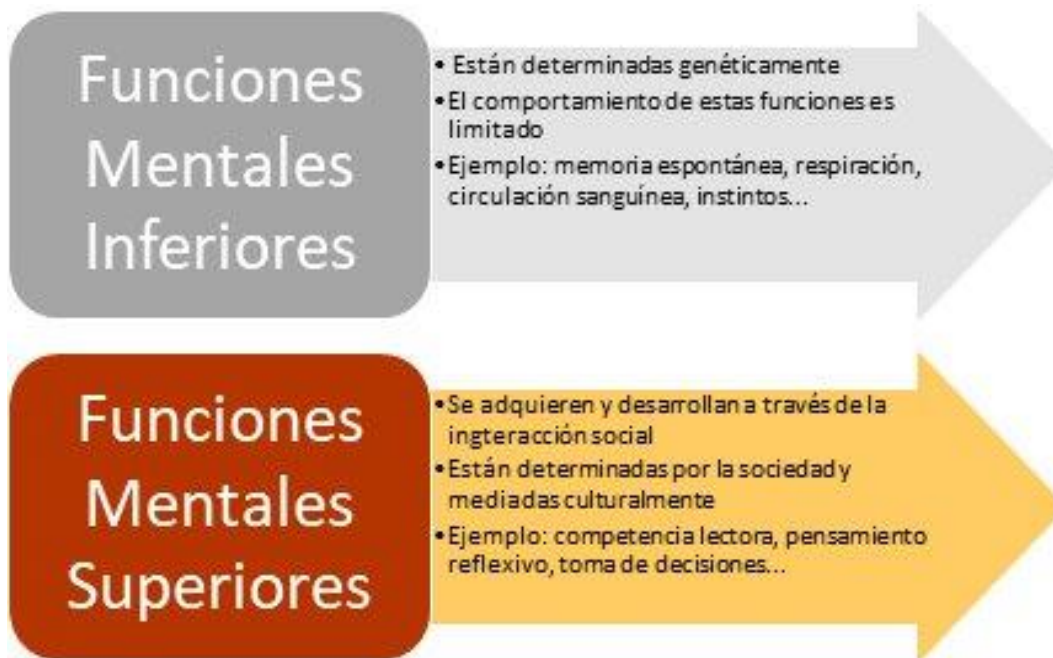 Funciones
Mentales
Inferiores
• Están determinadas genéticamente
• El comportamiento de estas funciones es
limitado
• Ejemplo: memoria espontánea, respiración,
circulación sanguínea, instintos...
Funciones
Mentales
Superiores
• Se adquieren y desarrollan a través de la
ingteracción social
• Están determinadas por la sociedad y
mediadas culturalmente
• Ejemplo: competencia lectora, pensamiento
reflexivo, toma de decisiones...